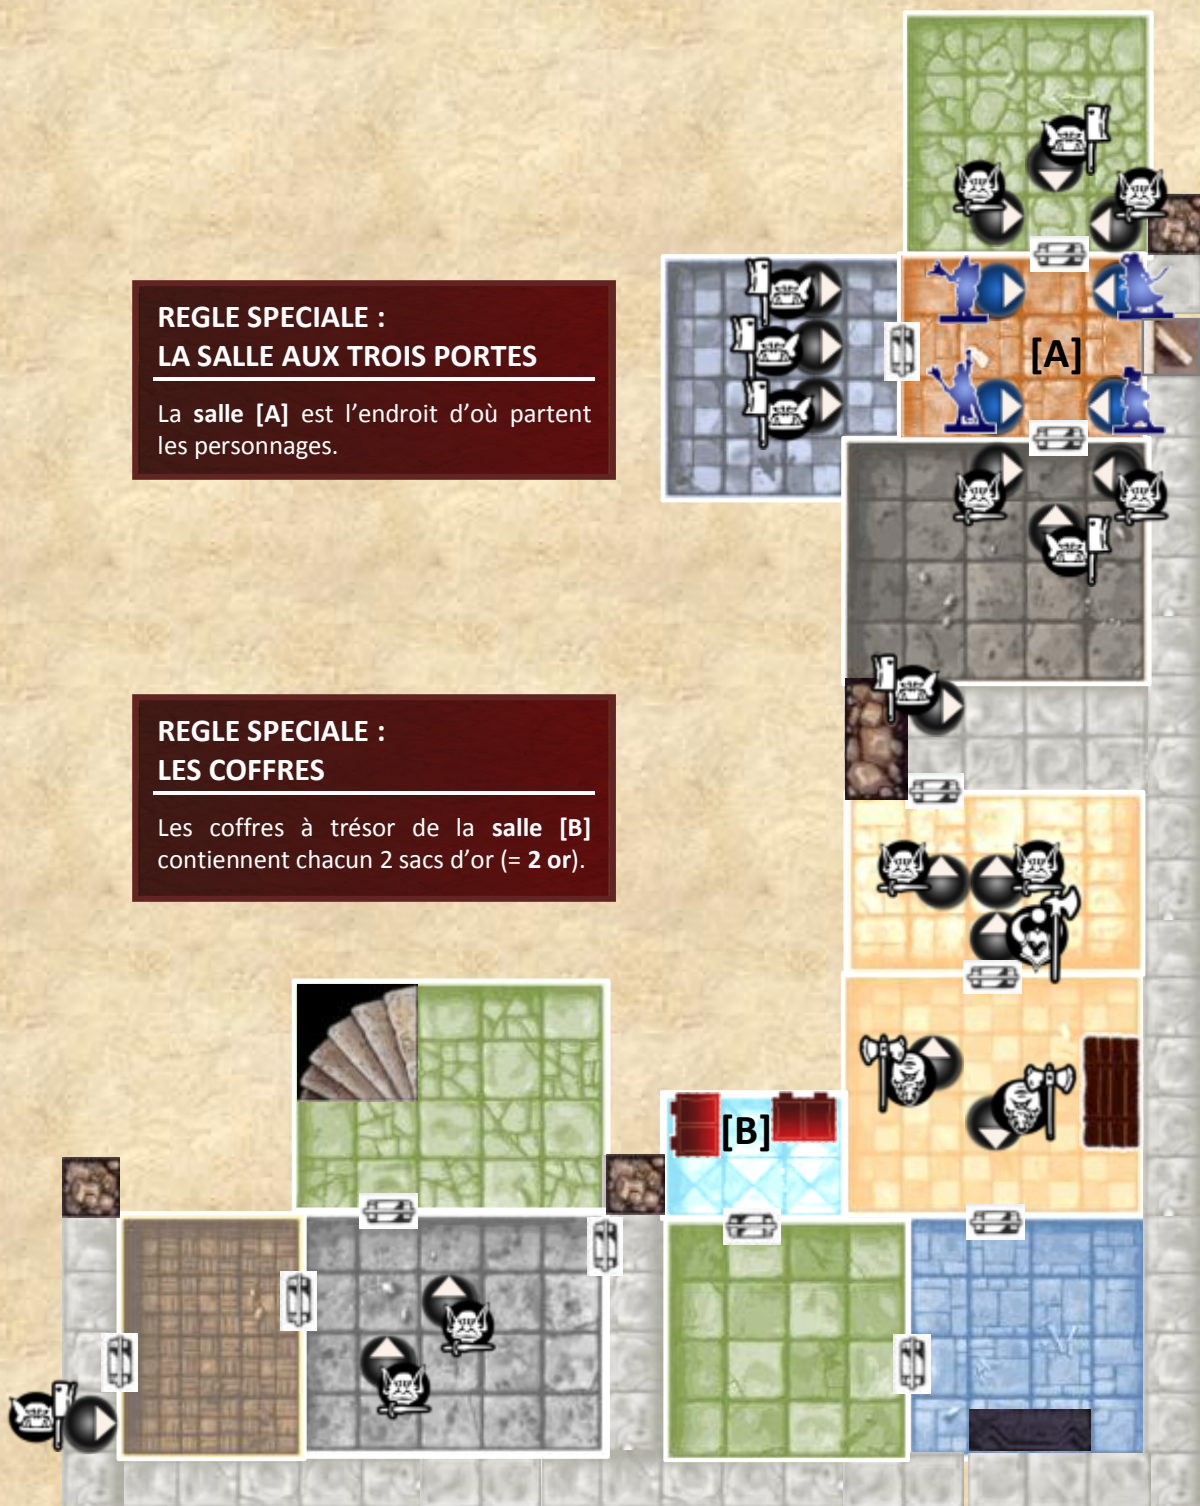 REGLE SPECIALE :
LA SALLE AUX TROIS PORTES
La salle [A] est l’endroit d’où partent
les personnages.
[A]
REGLE SPECIALE :
LES COFFRES
Les coffres à trésor de la salle [B]
contiennent chacun 2 sacs d’or (= 2 or).
[B]